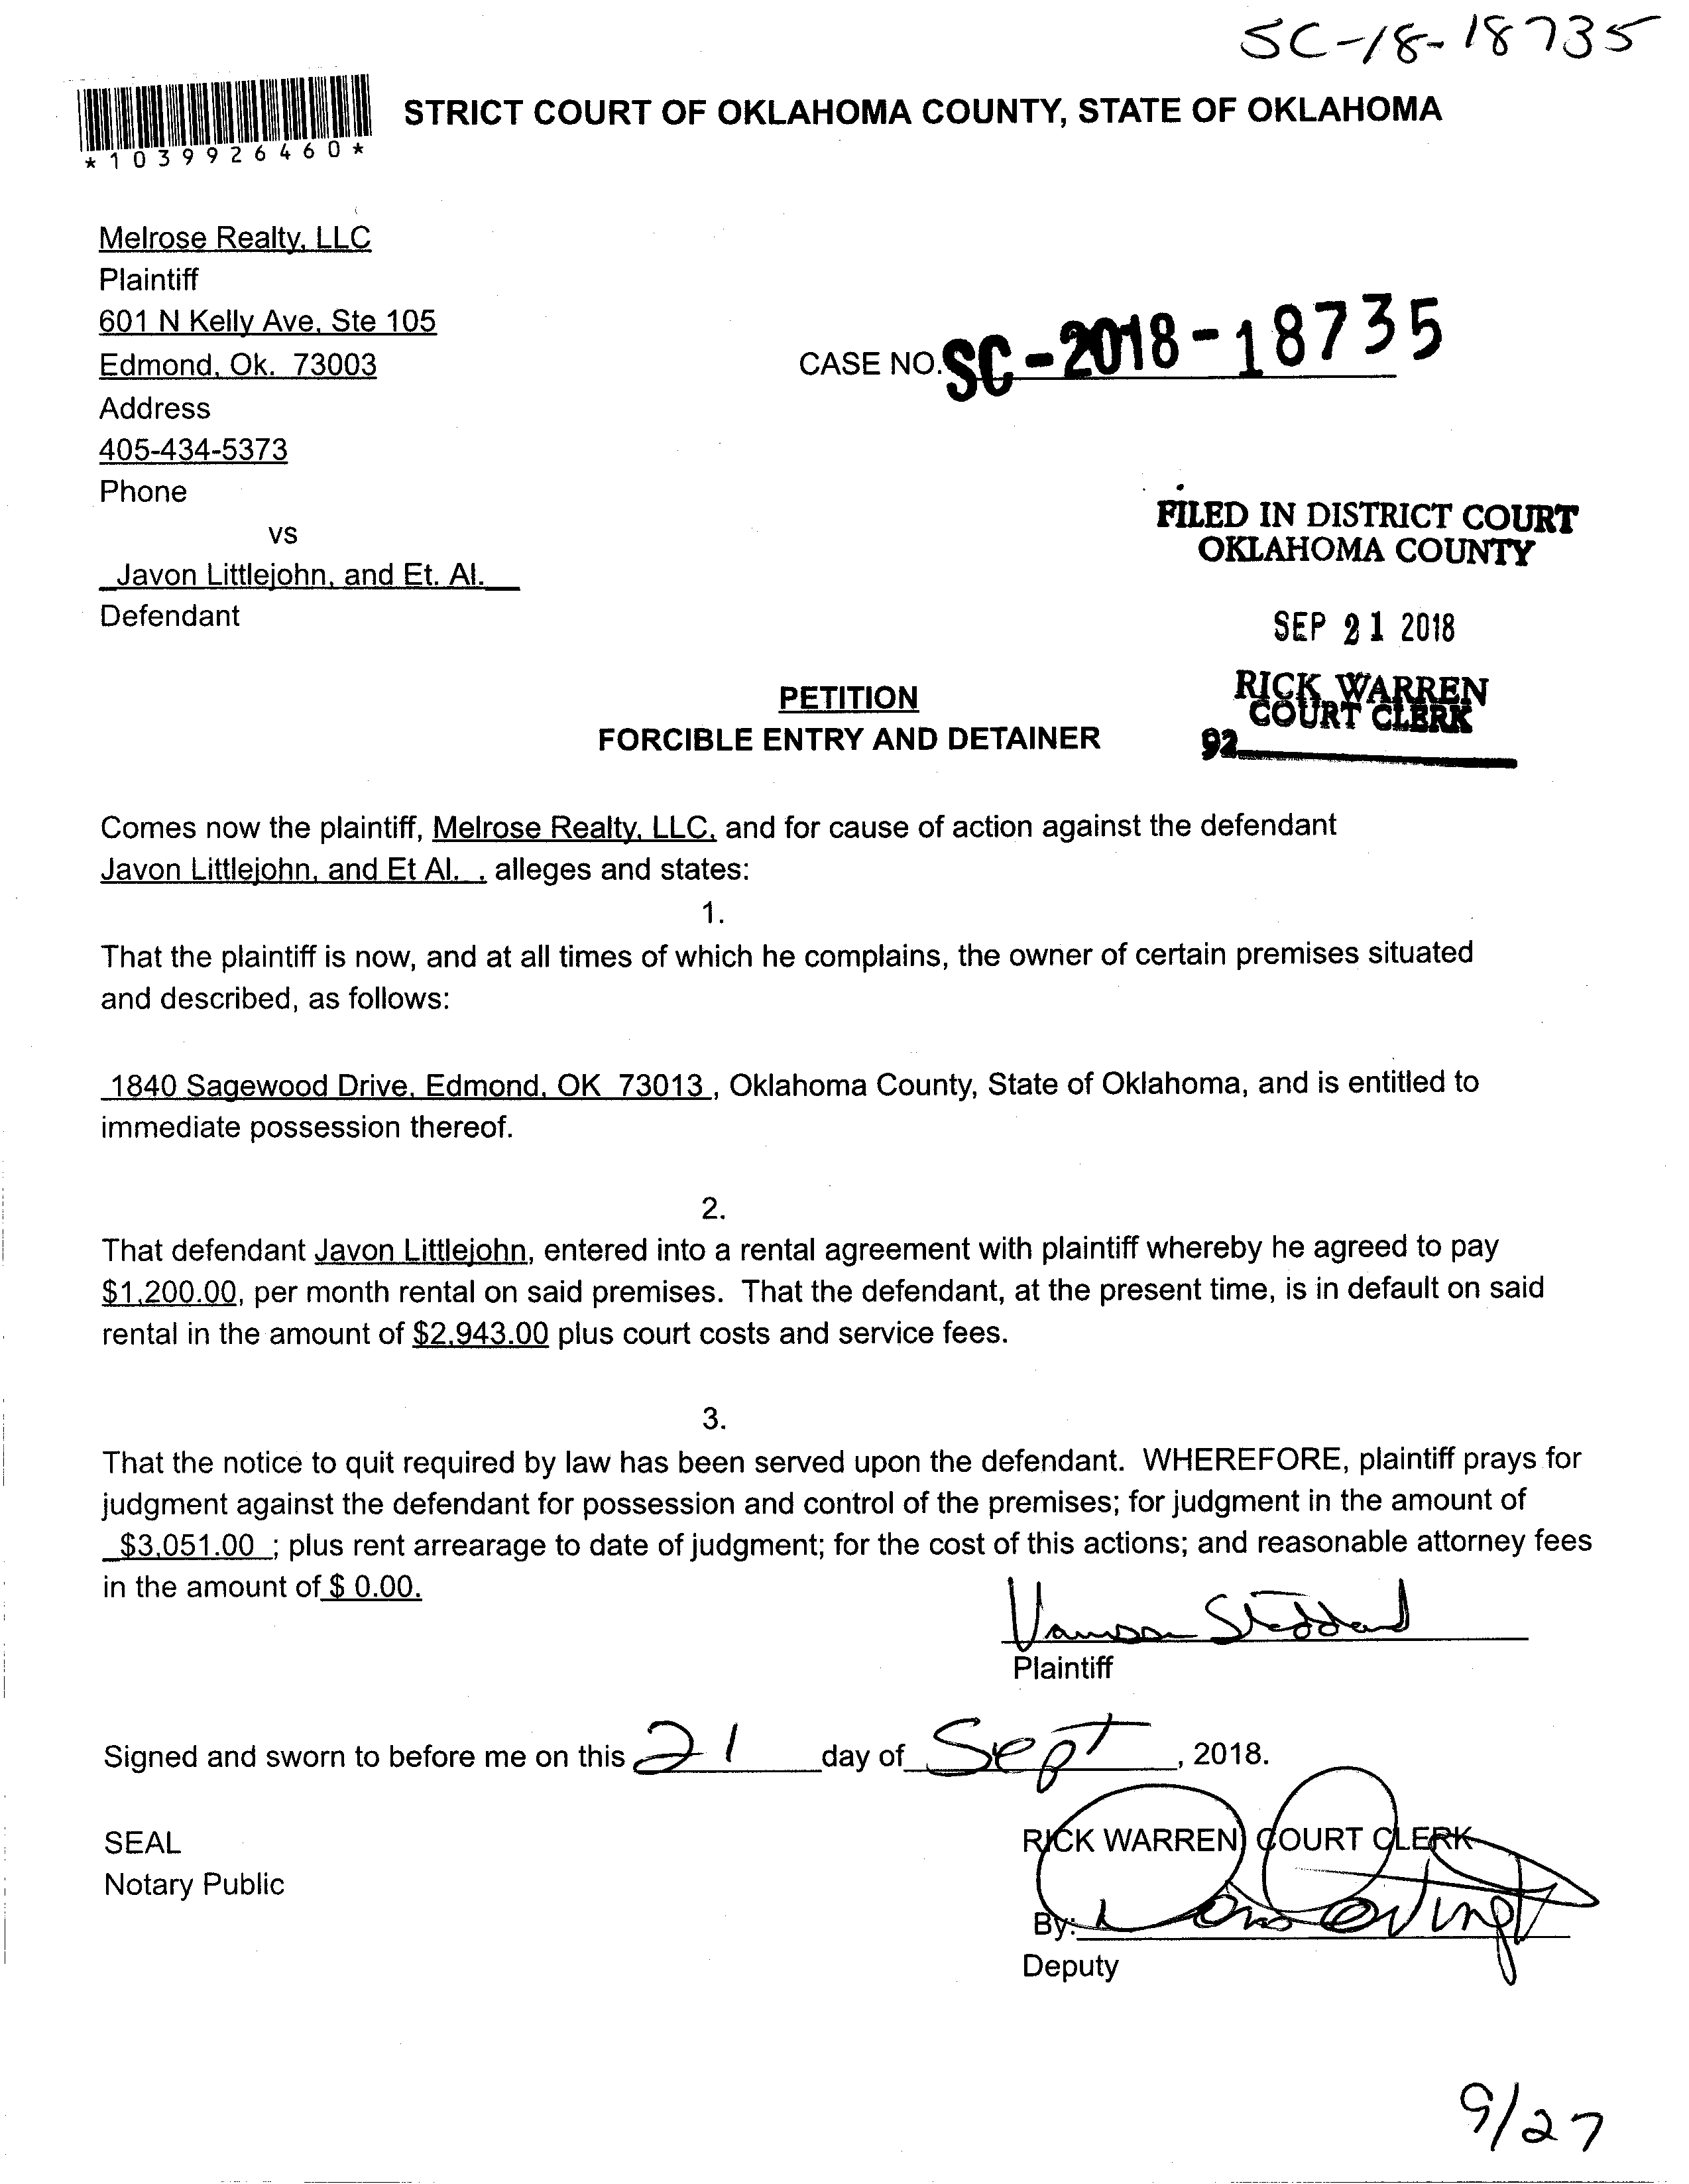 SC-18-18735
STRICT COURT OF OKLAHOMA COUNTY, STATE OF OKLAHOMA
*1039926460*
Melrose Realty, LLC
Plaintiff
601 N Kelly Ave, Ste 105
Edmond, Ok. 73003
CASE NO. SC-2018-18735
Address
405-434-5373
Phone
FILED IN DISTRICT COURT
OKLAHOMA COUNTY
vs
Javon Littlejohn, and Et. Al.
Defendant
SEP 21 2018
RICK WARREN
COURT CLERK
92
PETITION
FORCIBLE ENTRY AND DETAINER
Comes now the plaintiff, Melrose Realty, LLC, and for cause of action against the defendant
Javon Littlejohn, and Et Al. . alleges and states:
1.
That the plaintiff is now, and at all times of which he complains, the owner of certain premises situated
and described, as follows:
1840 Sagewood Drive, Edmond, OK 73013 , Oklahoma County, State of Oklahoma, and is entitled to
immediate possession thereof.
2.
That defendant Javon Littlejohn, entered into a rental agreement with plaintiff whereby he agreed to pay
$1,200.00, per month rental on said premises. That the defendant, at the present time, is in default on said
rental in the amount of $2,943.00 plus court costs and service fees.
3.
That the notice to quit required by law has been served upon the defendant. WHEREFORE, plaintiff prays for
judgment against the defendant for possession and control of the premises; for judgment in the amount of
$3,051.00 ; plus rent arrearage to date of judgment; for the cost of this actions; and reasonable attorney fees
in the amount of $ 0.00.
Plaintiff
Signed and sworn to before me on this 21 day of Sept, 2018.
SEAL
Notary Public
RICK WARREN, COURT CLERK
By:
Deputy
9/27